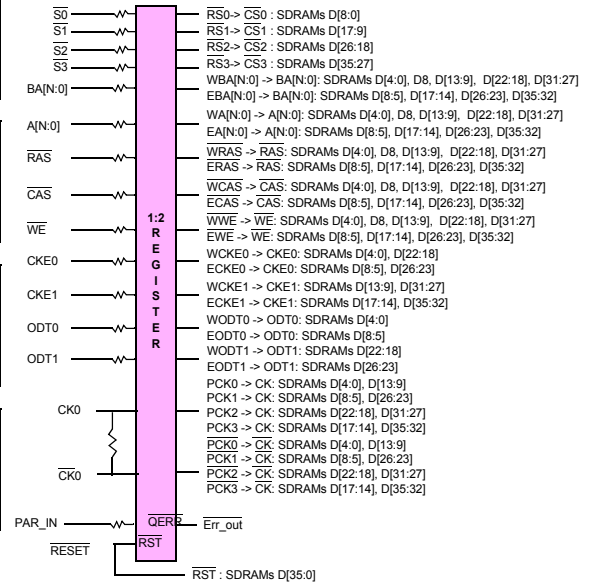 S0
S1
S2
S3
BA[N:0]
A[N:0]
RAS
CAS
WE
CKE0
CKE1
ODT0
ODT1
CK0
CK0
PAR_IN
RESET
1:2
R
E
G
I
S
T
E
R
QERR
RST
RS0-> CS0 : SDRAMs D[8:0]
RS1-> CS1 : SDRAMs D[17:9]
RS2-> CS2 : SDRAMs D[26:18]
RS3-> CS3 : SDRAMs D[35:27]
WBA[N:0] -> BA[N:0]: SDRAMs D[4:0], D8, D[13:9], D[22:18], D[31:27]
EBA[N:0] -> BA[N:0]: SDRAMs D[8:5], D[17:14], D[26:23], D[35:32]
WA[N:0] -> A[N:0]: SDRAMs D[4:0], D8, D[13:9], D[22:18], D[31:27]
EA[N:0] -> A[N:0]: SDRAMs D[8:5], D[17:14], D[26:23], D[35:32]
WRAS -> RAS: SDRAMs D[4:0], D8, D[13:9], D[22:18], D[31:27]
ERAS -> RAS: SDRAMs D[8:5], D[17:14], D[26:23], D[35:32]
WCAS -> CAS: SDRAMs D[4:0], D8, D[13:9], D[22:18], D[31:27]
ECAS -> CAS: SDRAMs D[8:5], D[17:14], D[26:23], D[35:32]
WWE -> WE: SDRAMs D[4:0], D8, D[13:9], D[22:18], D[31:27]
EWE -> WE: SDRAMs D[8:5], D[17:14], D[26:23], D[35:32]
WCKE0 -> CKE0: SDRAMs D[4:0], D[22:18]
ECKE0 -> CKE0: SDRAMs D[8:5], D[26:23]
WCKE1 -> CKE1: SDRAMs D[13:9], D[31:27]
ECKE1 -> CKE1: SDRAMs D[17:14], D[35:32]
WODT0 -> ODT0: SDRAMs D[4:0]
EODT0 -> ODT0: SDRAMs D[8:5]
WODT1 -> ODT1: SDRAMs D[22:18]
EODT1 -> ODT1: SDRAMs D[26:23]
PCK0 -> CK: SDRAMs D[4:0], D[13:9]
PCK1 -> CK: SDRAMs D[8:5], D[26:23]
PCK2 -> CK: SDRAMs D[22:18], D[31:27]
PCK3 -> CK: SDRAMs D[17:14], D[35:32]
PCK0 -> CK: SDRAMs D[4:0], D[13:9]
PCK1 -> CK: SDRAMs D[8:5], D[26:23]
PCK2 -> CK: SDRAMs D[22:18], D[31:27]
PCK3 -> CK: SDRAMs D[17:14], D[35:32]
Err_out
RST : SDRAMs D[35:0]